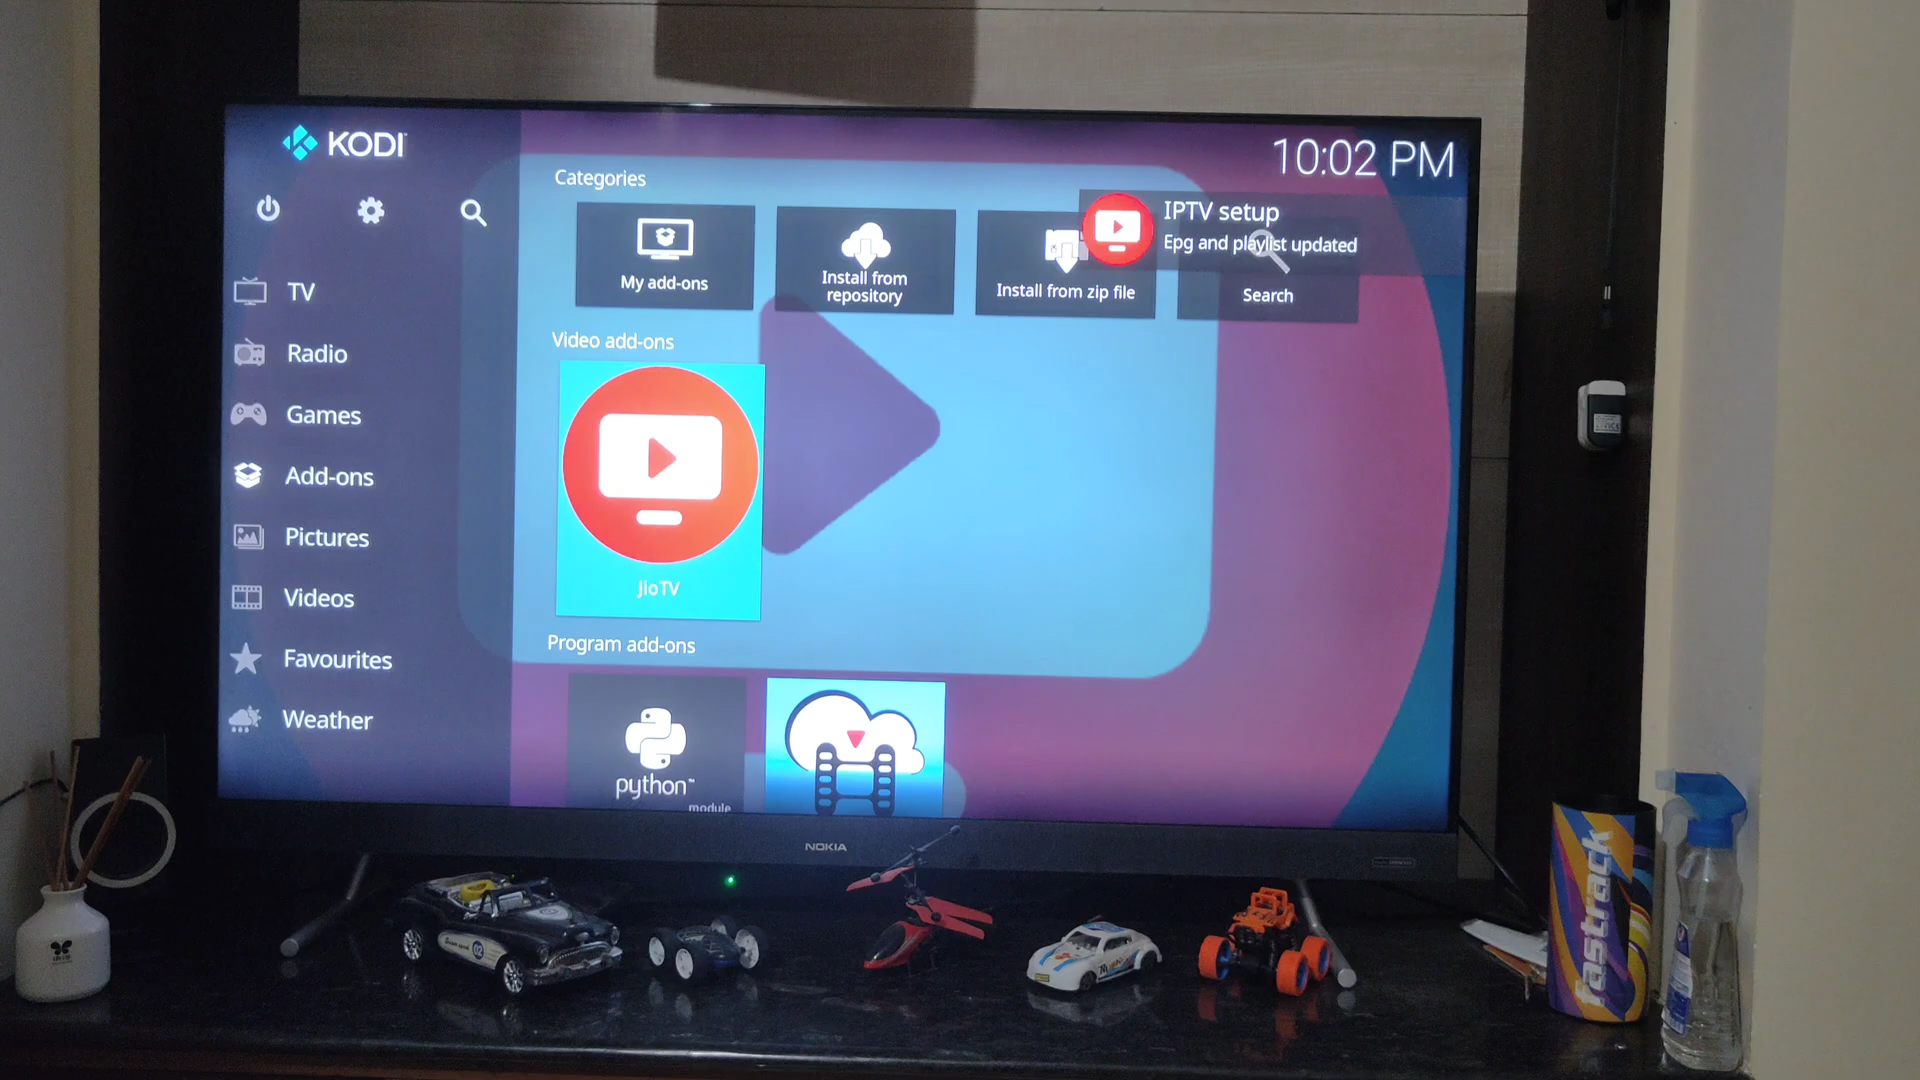 KODI
10:02 PM
Categories
IPTV setup
Epg and playlist updated
My add-ons
Install from
repository
Install from zip file
Search
TV
Radio
Games
Add-ons
Pictures
Videos
Favourites
Weather
Video add-ons
JioTV
Program add-ons
python™
module
NOKIA
fastrack